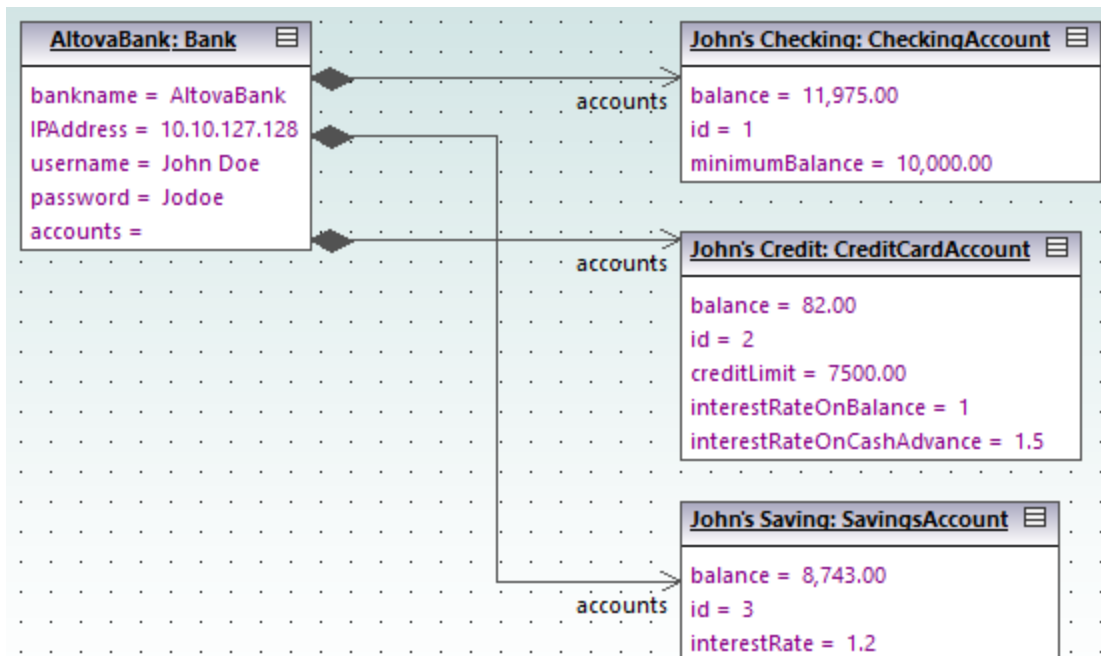 AltovaBank: Bank
bankname = AltovaBank
IPAddress = 10.10.127.128
username = John Doe
password = Jodoe
accounts =
accounts
John's Checking: CheckingAccount
balance = 11,975.00
id = 1
minimumBalance = 10,000.00
accounts
John's Credit: CreditCardAccount
balance = 82.00
id = 2
creditLimit = 7500.00
interestRateOnBalance = 1
interestRateOnCashAdvance = 1.5
accounts
John's Saving: SavingsAccount
balance = 8,743.00
id = 3
interestRate = 1.2